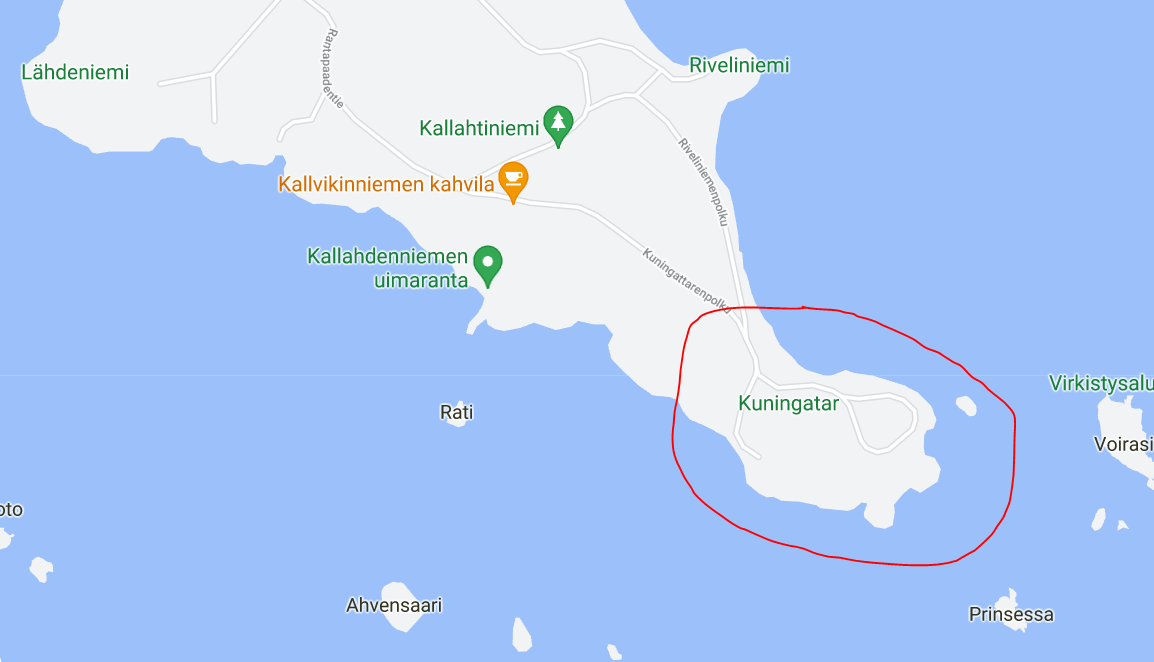 Riveliniemi
Lähdeniemi
Rantapaadentie
Kallahtiniemi
Riveliniemenpolku
Kallvikinniemen kahvila
Kallahdenniemen
uimaranta
Kuningattarenpolku
Virkistysalu
Kuningatar
Rati
Voirasi
oto
Ahvensaari
Prinsessa